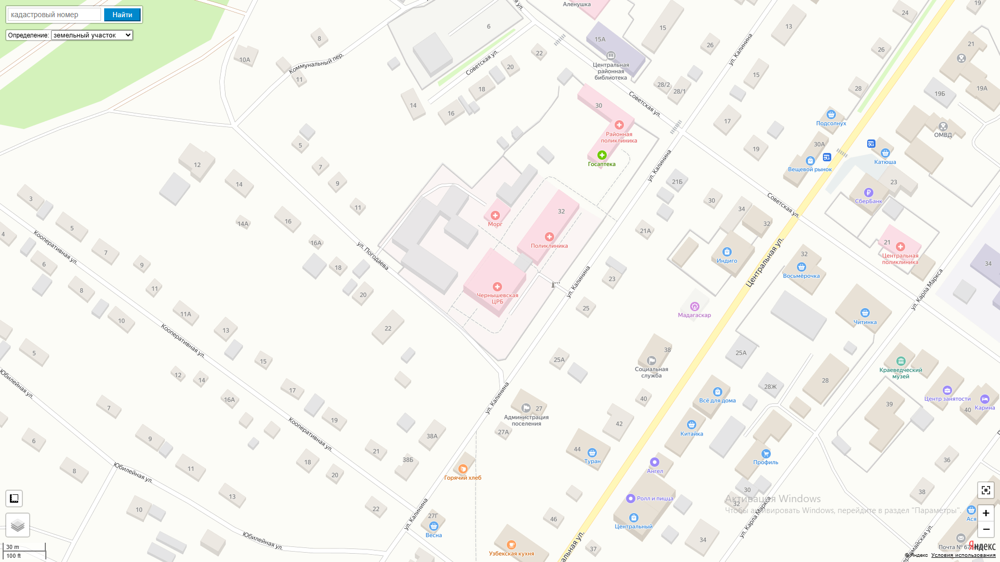 кадастровый номер
Найти
Определение:
земельный участок
Аленушка
6
15
13
24
19
8
26
26
21
15А
10А
22
Коммунальный пер.
Советская ул.
ул. Калинина
Центральная
районная
библиотека
20
15
11
28/2
28/1
28
19Б
19А
18
14
30
16
Советская ул.
17
Подсолнух
Районная
поликлиника
ОМВД
5
30А
19
Госаптека
Вещевой рынок
Катюша
ул. Калинина
12
7
14
9
21Б
23
СберБанк
3
30
Советская ул.
11
34
32
Морг
16
14А
32
5
21А
4
Поликлиника
21
Центральная
поликлиника
Кооперативная ул.
16А
ул. Погодаева
7
Индиго
32
Центральная ул.
Восьмёрочка
34
6
9
18
23
ул. Калинина
ул. Карла Маркса
11
8
20
Чернышевская
ЦРБ
25
Мадагаскар
11А
10
Читинка
22
13
Кооперативная ул.
5
38
25А
15
25А
Социальная
служба
Краеведческий
музей
12
14
28
Юбилейная ул.
17
28Ж
16А
40
Всё для дома
ул. Калинина
Центр занятости
39
40
Карина
7
27
Администрация
поселения
19
42
Кооперативная ул.
27А
Китайка
38А
9
6
44
Туран
21
38Б
Профиль
18
36
11
8
20
Горячий хлеб
Ангел
Юбилейная ул.
30
38
13
Ролл и пицца
32
Активация Windows
Чтобы активировать Windows, перейдите в раздел "Параметры".
22
10
27Г
46
Ася
ул. Калинина
ул. Карла Маркса
Центральный
Весна
34
Юбилейная ул.
37
Узбекская кухня
30 m
100 ft
Яндекс
© Яндекс Условия использования